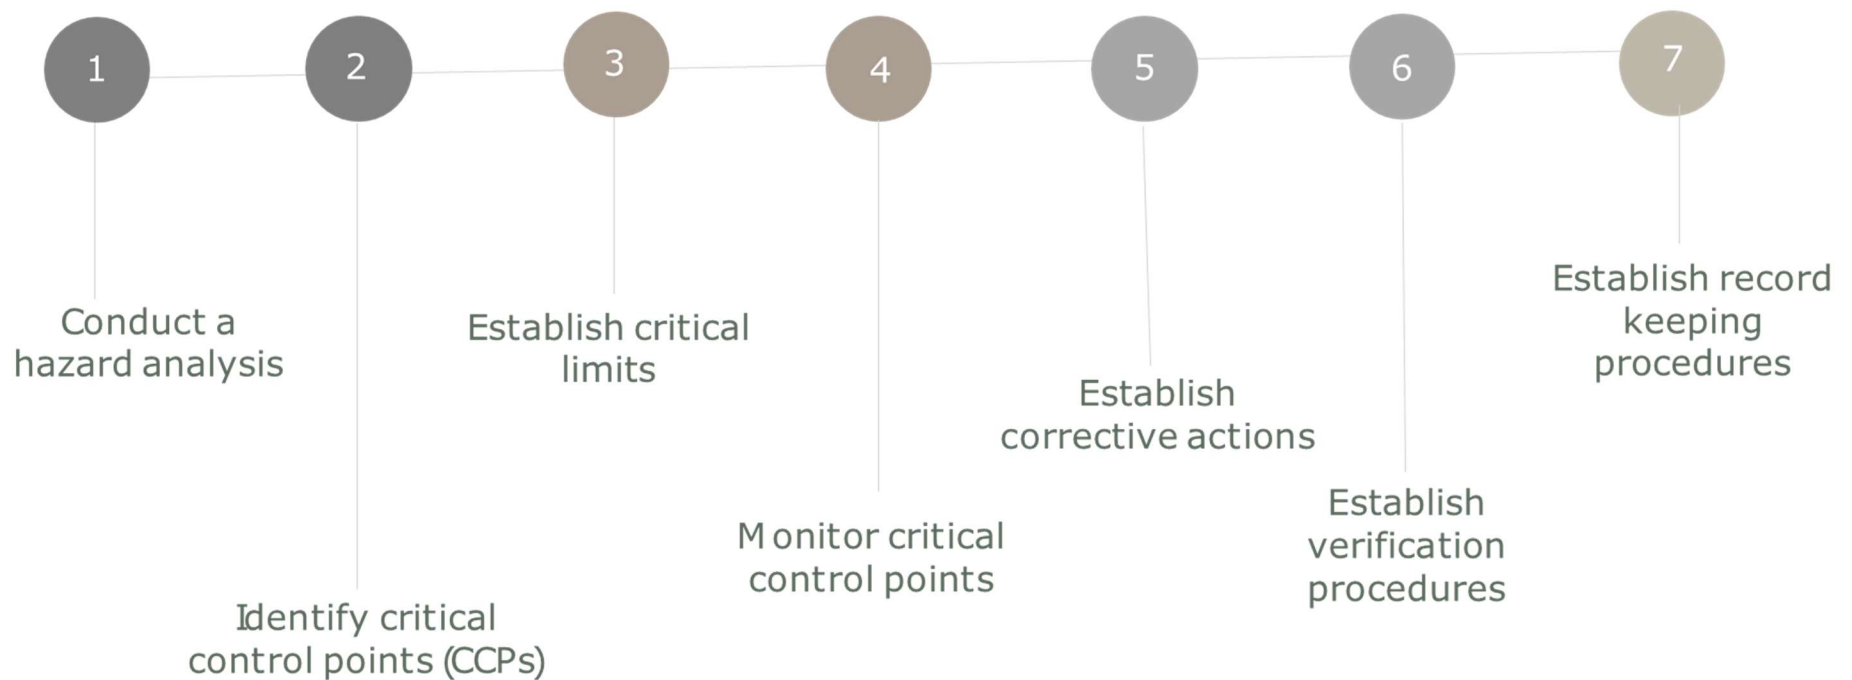 1
2
3
4
5
6
7
Conduct a
hazard analysis
Identify critical
control points (CCPs)
Establish critical
limits
Monitor critical
control points
Establish
corrective actions
Establish
verification
procedures
Establish record
keeping
procedures